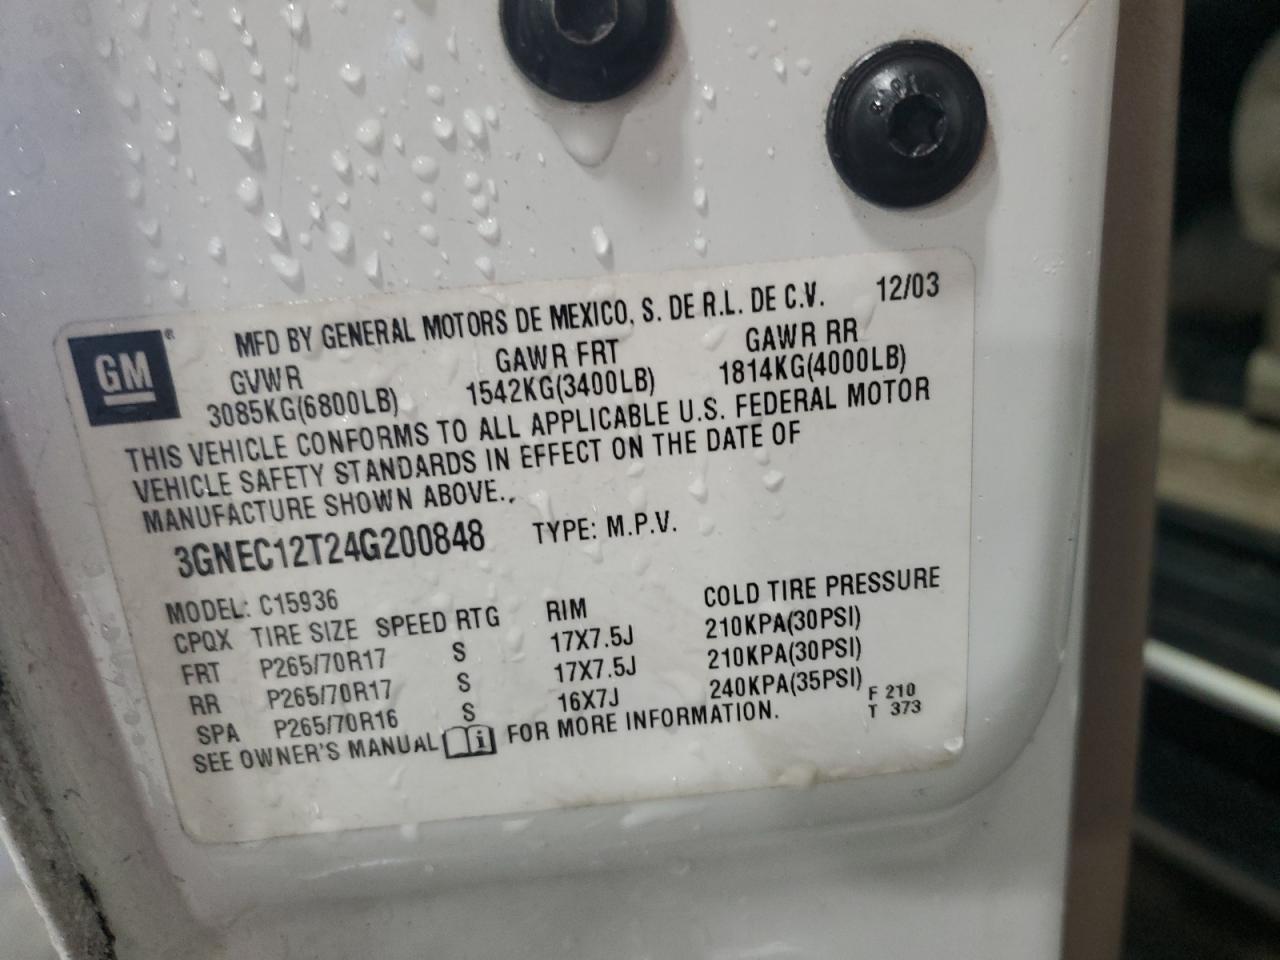 GM ®
MFD BY GENERAL MOTORS DE MEXICO, S. DE R.L. DE C.V. 12/03
GVWR GAWR FRT GAWR RR
3085KG(6800LB) 1542KG(3400LB) 1814KG(4000LB)
THIS VEHICLE CONFORMS TO ALL APPLICABLE U.S. FEDERAL MOTOR
VEHICLE SAFETY STANDARDS IN EFFECT ON THE DATE OF
MANUFACTURE SHOWN ABOVE.
3GNEC12T24G200848 TYPE: M.P.V.
MODEL: C15936
CPQX TIRE SIZE SPEED RTG RIM COLD TIRE PRESSURE
FRT P265/70R17 S 17X7.5J 210KPA(30PSI)
RR P265/70R17 S 17X7.5J 210KPA(30PSI)
SPA P265/70R16 S 16X7J 240KPA(35PSI)
SEE OWNER'S MANUAL i FOR MORE INFORMATION.
F 210
T 373